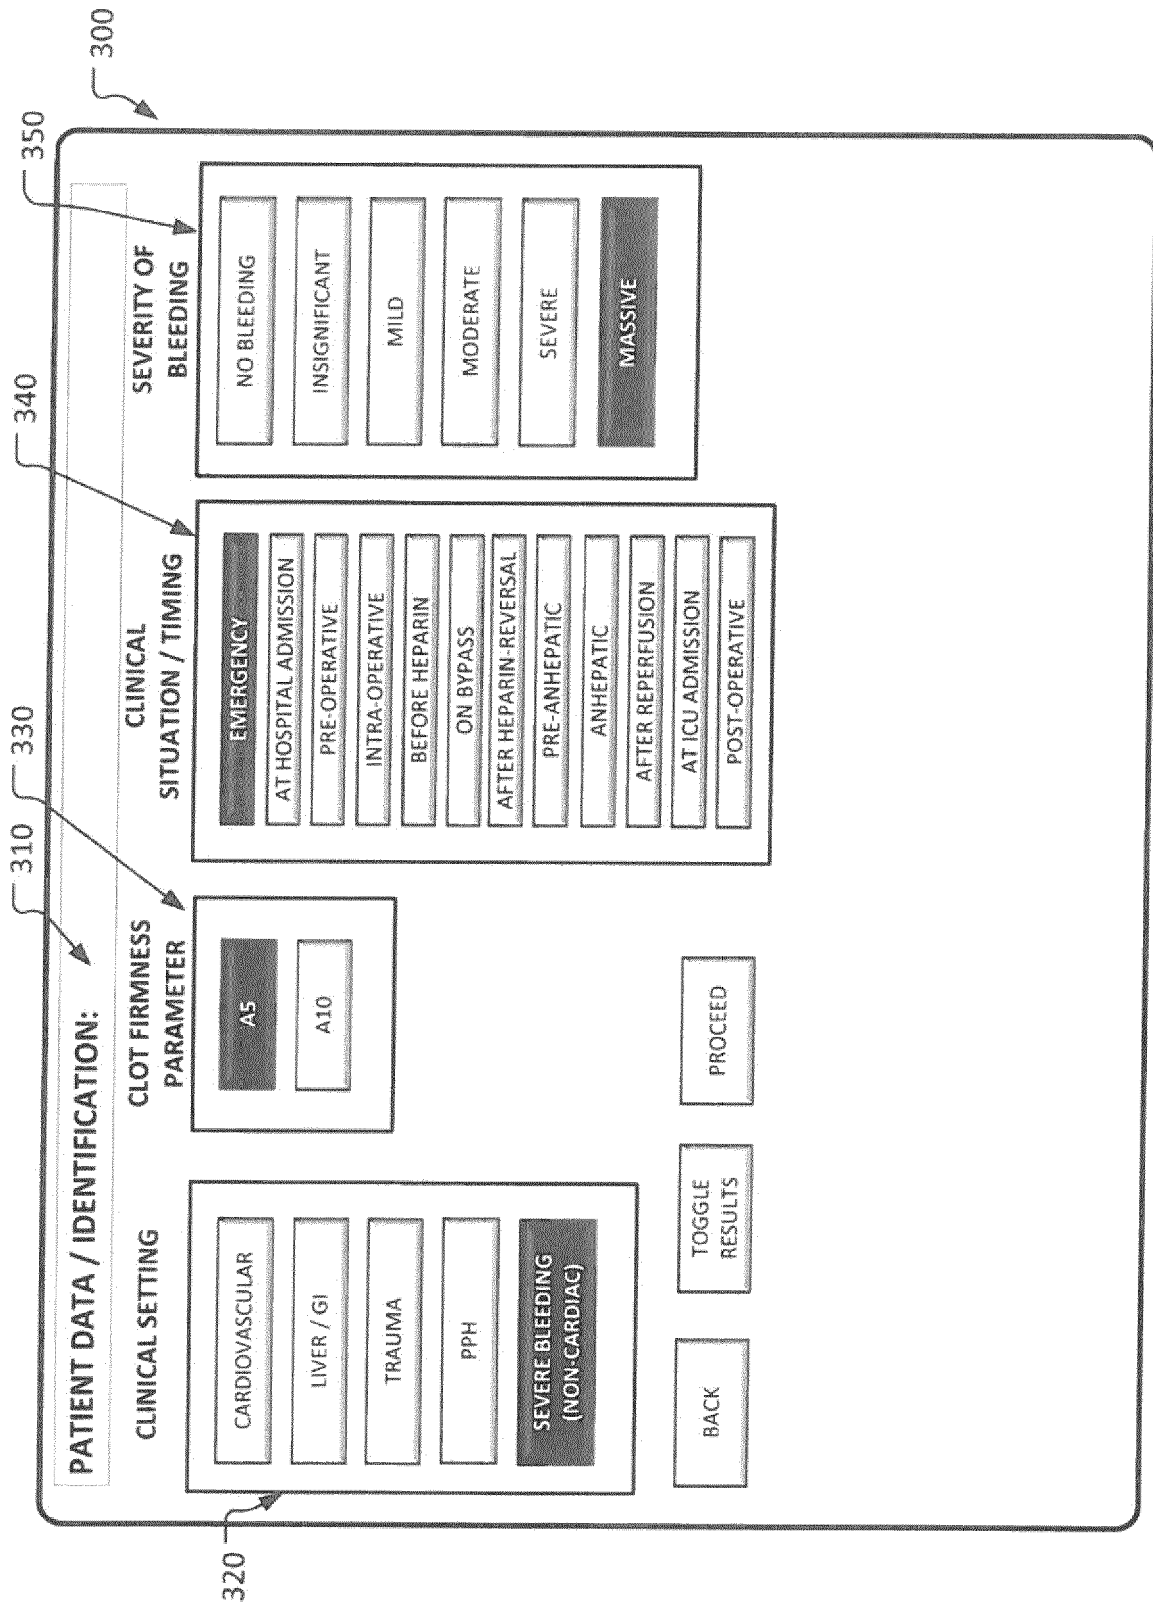 300
310
330
340
350
PATIENT DATA / IDENTIFICATION:
CLINICAL SETTING
320
CARDIOVASCULAR
LIVER / GI
TRAUMA
PPH
SEVERE BLEEDING
(NON-CARDIAC)
CLOT FIRMNESS
PARAMETER
A5
A10
CLINICAL
SITUATION / TIMING
EMERGENCY
AT HOSPITAL ADMISSION
PRE-OPERATIVE
INTRA-OPERATIVE
BEFORE HEPARIN
ON BYPASS
AFTER HEPARIN-REVERSAL
PRE-ANHEPATIC
ANHEPATIC
AFTER REPERFUSION
AT ICU ADMISSION
POST-OPERATIVE
SEVERITY OF
BLEEDING
NO BLEEDING
INSIGNIFICANT
MILD
MODERATE
SEVERE
MASSIVE
BACK
TOGGLE
RESULTS
PROCEED